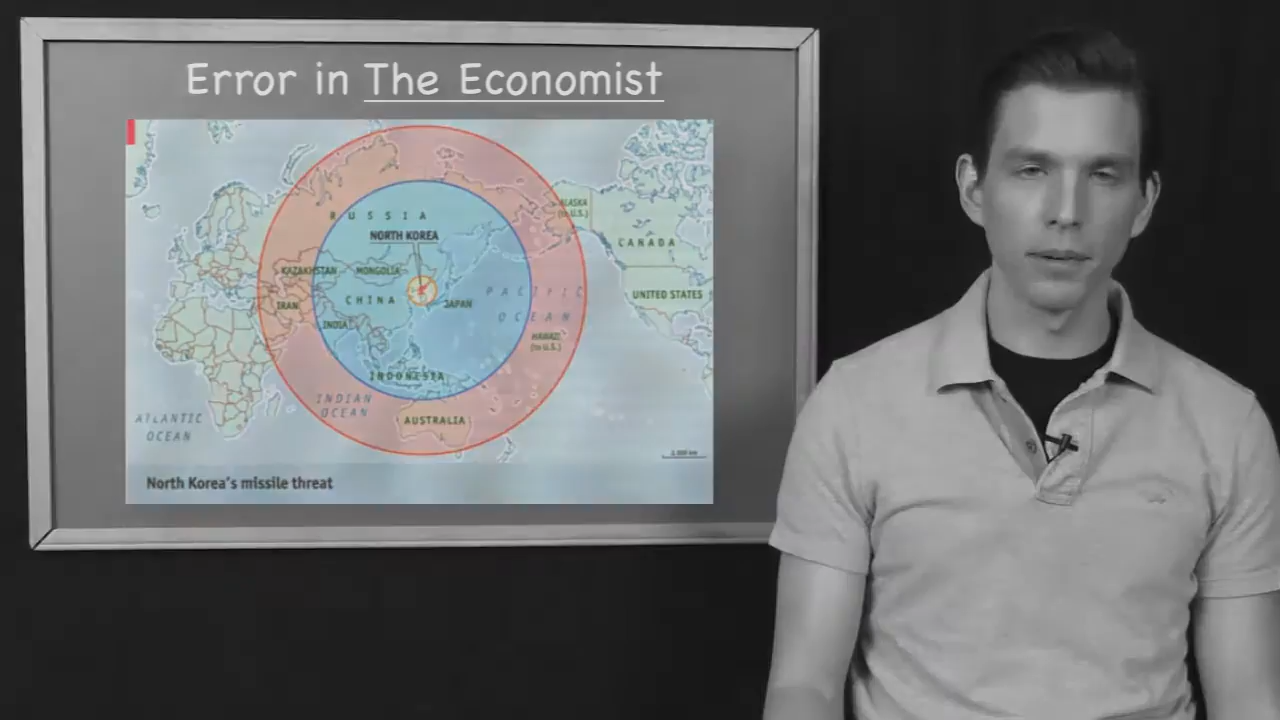 Error in The Economist
RUSSIA
ALASKA
(to U.S.)
CANADA
NORTH KOREA
KAZAKHSTAN
MONGOLIA
IRAN
CHINA
JAPAN
PACIFIC
OCEAN
UNITED STATES
INDIA
HAWAII
(to U.S.)
INDONESIA
INDIAN
OCEAN
AUSTRALIA
ATLANTIC
OCEAN
North Korea's missile threat